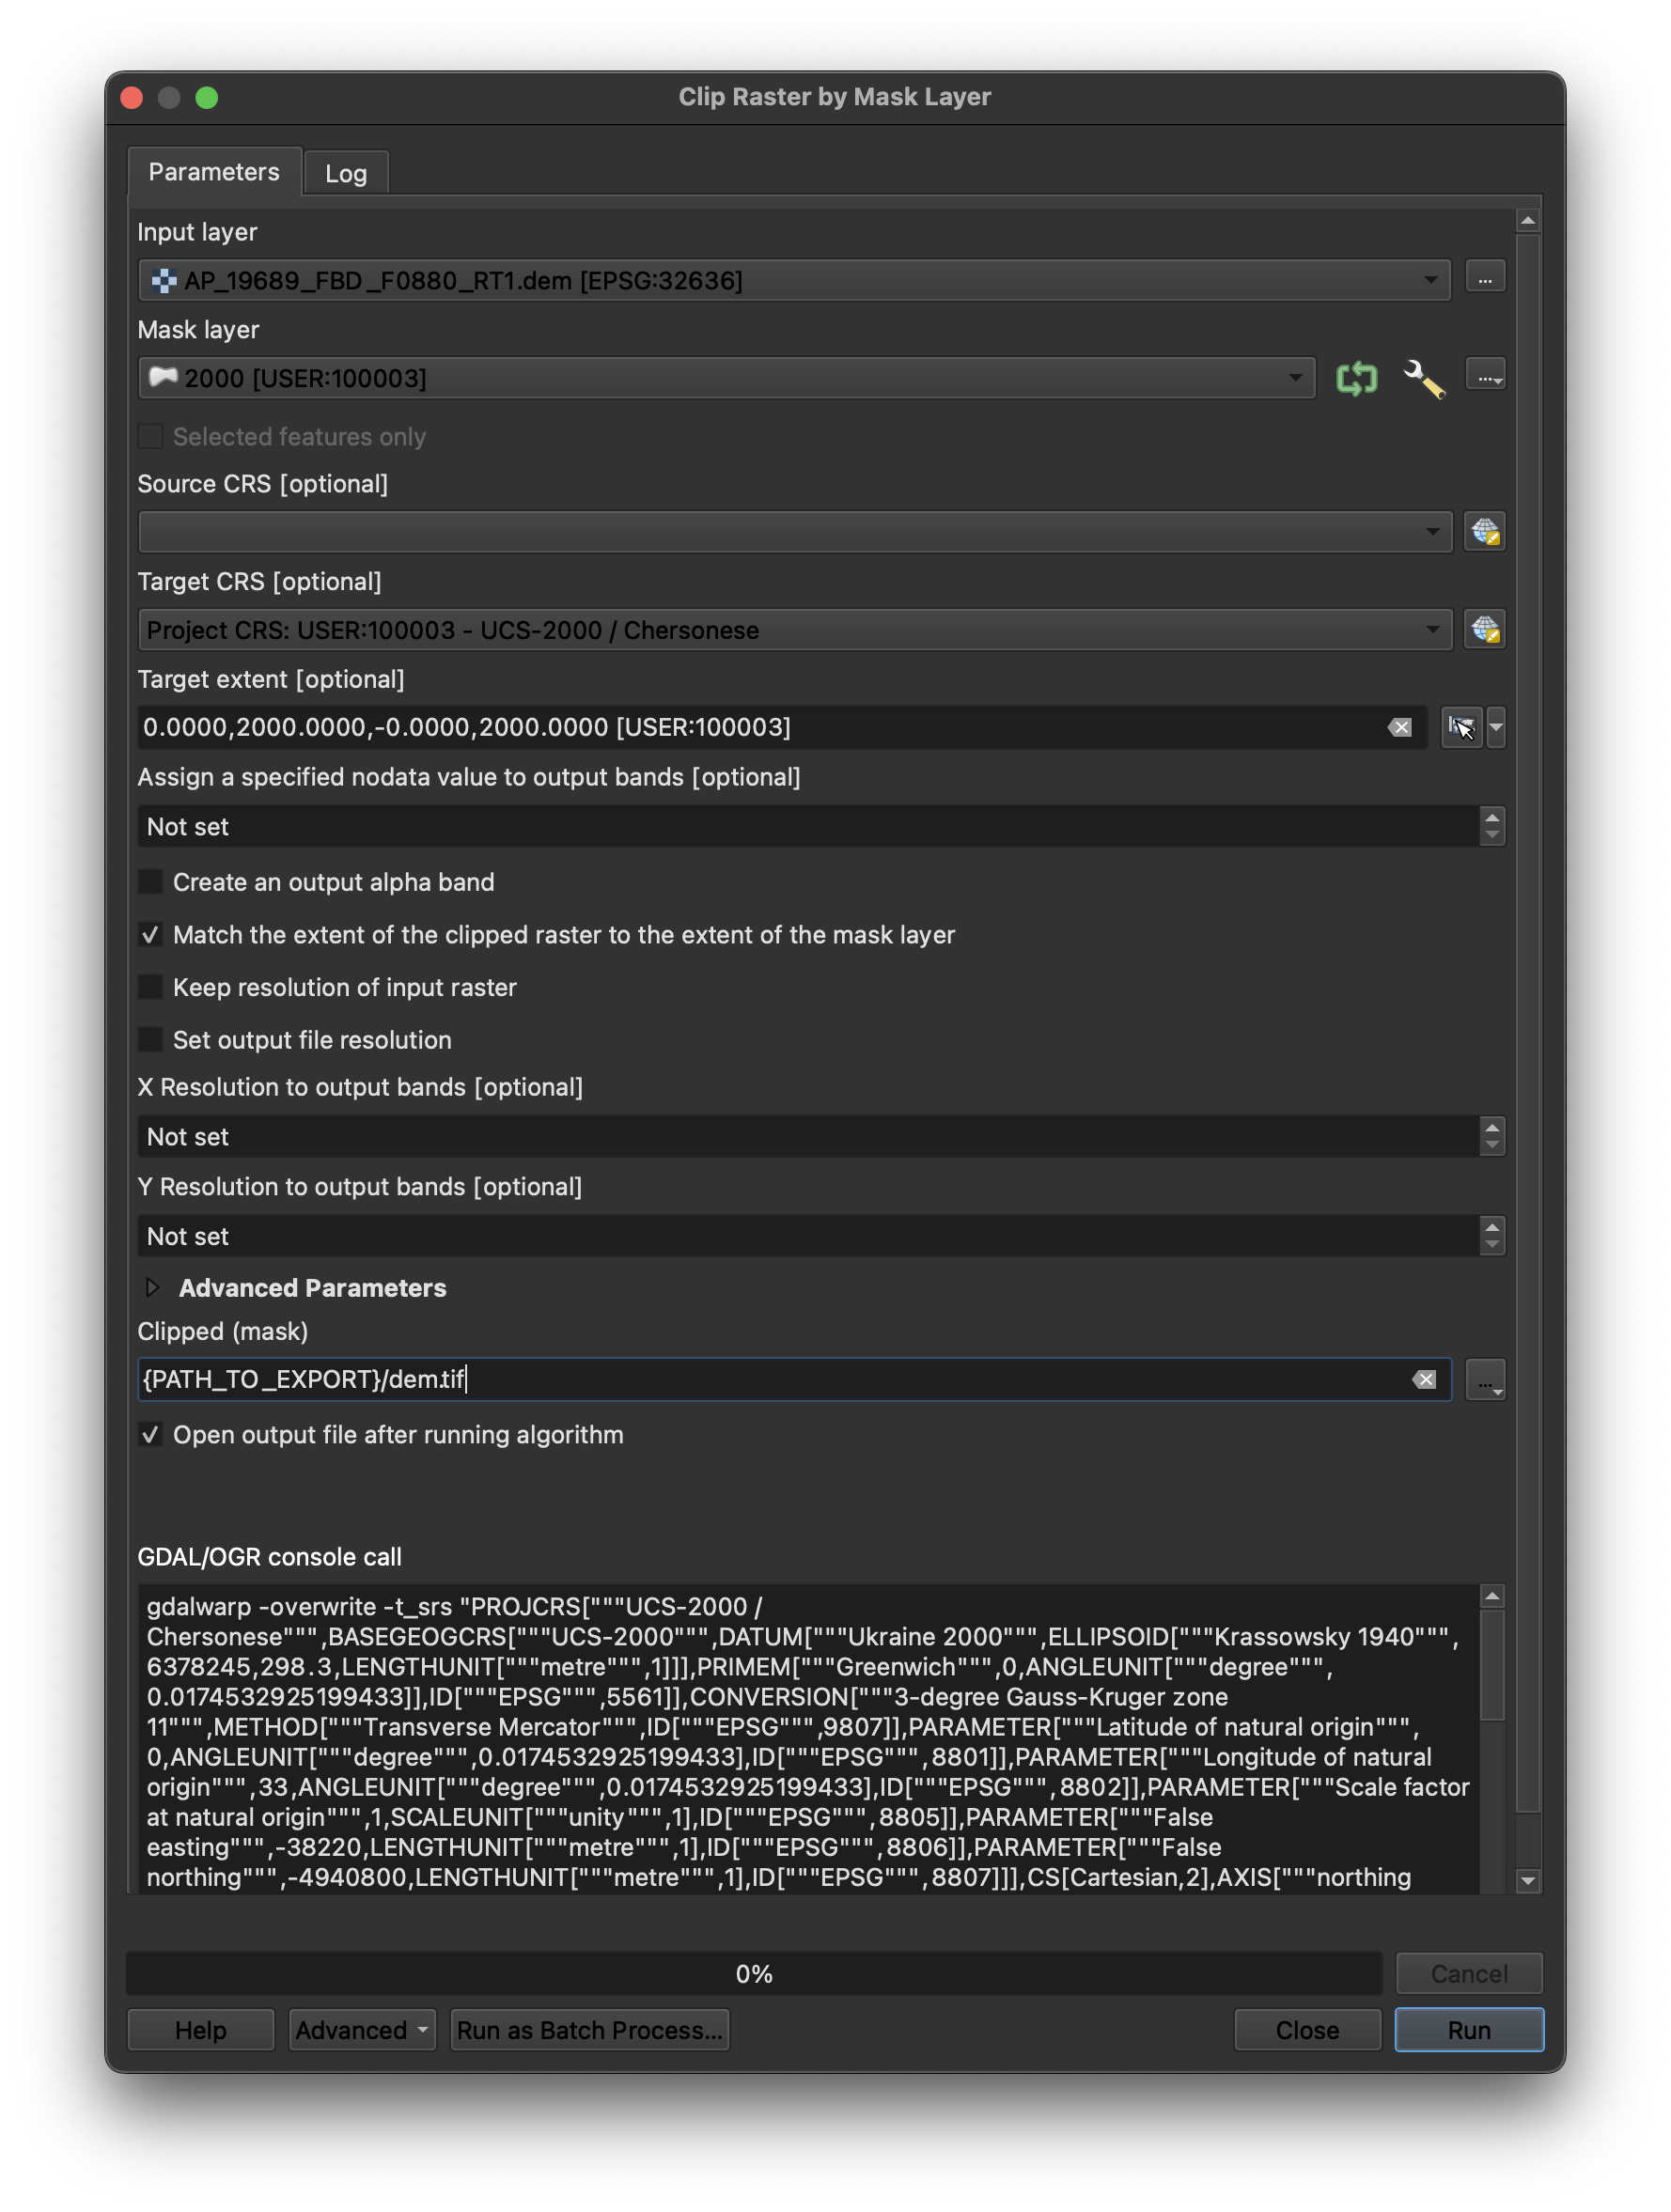 Clip Raster by Mask Layer
Parameters
Log
Input layer
AP_19689_FBD_F0880_RT1.dem [EPSG:32636]
...
Mask layer
2000 [USER:100003]
...
Selected features only
Source CRS [optional]
Target CRS [optional]
Project CRS: USER:100003 - UCS-2000 / Chersonese
Target extent [optional]
0.0000,2000.0000,-0.0000,2000.0000 [USER:100003]
Assign a specified nodata value to output bands [optional]
Not set
Create an output alpha band
Match the extent of the clipped raster to the extent of the mask layer
Keep resolution of input raster
Set output file resolution
X Resolution to output bands [optional]
Not set
Y Resolution to output bands [optional]
Not set
Advanced Parameters
Clipped (mask)
{PATH_TO_EXPORT}/dem.tif
...
Open output file after running algorithm
GDAL/OGR console call
gdalwarp -overwrite -t_srs "PROJCRS["""UCS-2000 /
Chersonese""",BASEGEOGCRS["""UCS-2000""",DATUM["""Ukraine 2000""",ELLIPSOID["""Krassowsky 1940""",
6378245,298.3,LENGTHUNIT["""metre""",1]]],PRIMEM["""Greenwich""",0,ANGLEUNIT["""degree""",
0.0174532925199433]],ID["""EPSG""",5561]],CONVERSION["""3-degree Gauss-Kruger zone
11""",METHOD["""Transverse Mercator""",ID["""EPSG""",9807]],PARAMETER["""Latitude of natural origin""",
0,ANGLEUNIT["""degree""",0.0174532925199433],ID["""EPSG""",8801]],PARAMETER["""Longitude of natural
origin""",33,ANGLEUNIT["""degree""",0.0174532925199433],ID["""EPSG""",8802]],PARAMETER["""Scale factor
at natural origin""",1,SCALEUNIT["""unity""",1],ID["""EPSG""",8805]],PARAMETER["""False
easting""",-38220,LENGTHUNIT["""metre""",1],ID["""EPSG""",8806]],PARAMETER["""False
northing""",-4940800,LENGTHUNIT["""metre""",1],ID["""EPSG""",8807]]],CS[Cartesian,2],AXIS["""northing
0%
Cancel
Help
Advanced
Run as Batch Process...
Close
Run